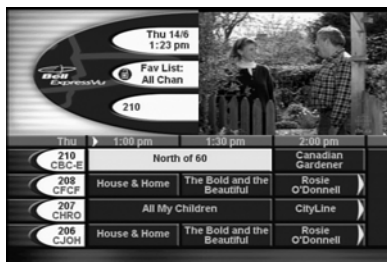 Thu 14/6
1:23 pm
Bell
ExpressVu
Fav List:
All Chan
210
Thu 1:00 pm 1:30 pm 2:00 pm
210
CBC-E
North of 60
Canadian
Gardener
208
CFCF
House & Home
The Bold and the
Beautiful
Rosie
O'Donnell
207
CHRO
All My Children
CityLine
206
CJOH
House & Home
The Bold and the
Beautiful
Rosie
O'Donnell